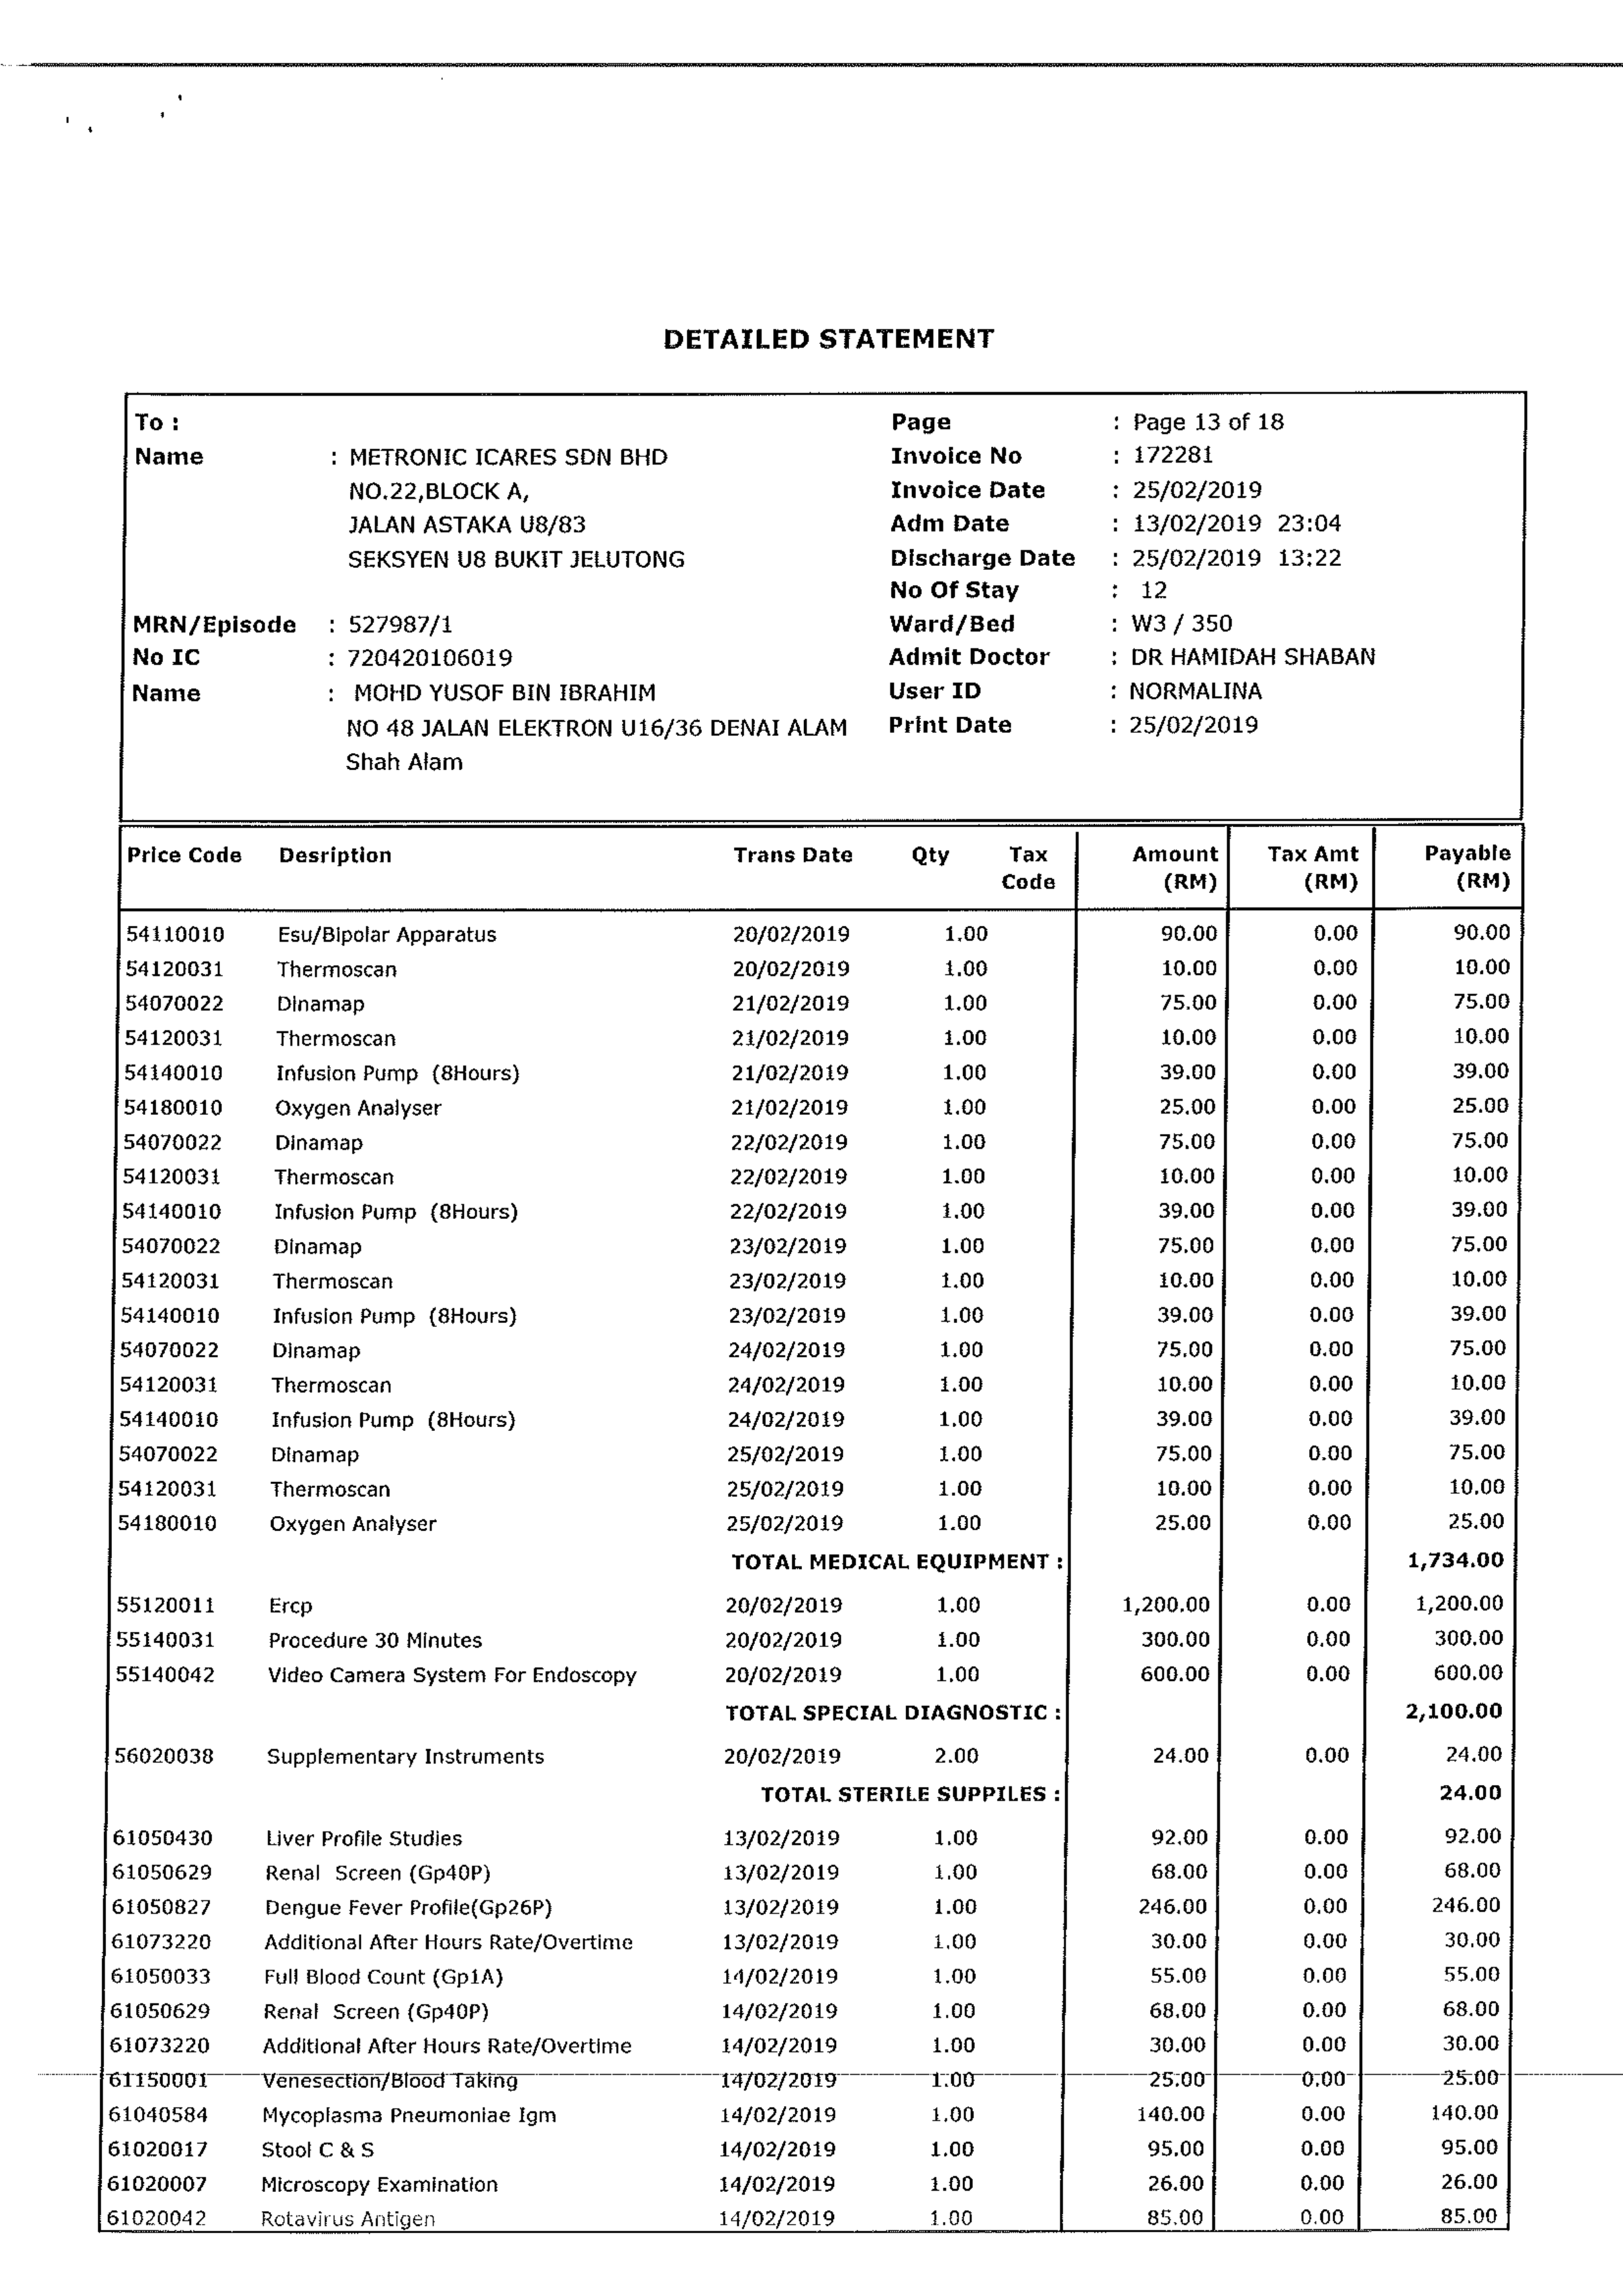 DETAILED STATEMENT
To : Page : Page 13 of 18
Name : METRONIC ICARES SDN BHD Invoice No : 172281
NO.22,BLOCK A, Invoice Date : 25/02/2019
JALAN ASTAKA U8/83 Adm Date : 13/02/2019 23:04
SEKSYEN U8 BUKIT JELUTONG Discharge Date : 25/02/2019 13:22
No Of Stay : 12
MRN/Episode : 527987/1 Ward/Bed : W3 / 350
No IC : 720420106019 Admit Doctor : DR HAMIDAH SHABAN
Name : MOHD YUSOF BIN IBRAHIM User ID : NORMALINA
NO 48 JALAN ELEKTRON U16/36 DENAI ALAM Print Date : 25/02/2019
Shah Alam
Price Code Desription Trans Date Qty Tax Amount Tax Amt Payable
Code (RM) (RM) (RM)
54110010 Esu/Bipolar Apparatus 20/02/2019 1.00 90.00 0.00 90.00
54120031 Thermoscan 20/02/2019 1.00 10.00 0.00 10.00
54070022 Dinamap 21/02/2019 1.00 75.00 0.00 75.00
54120031 Thermoscan 21/02/2019 1.00 10.00 0.00 10.00
54140010 Infusion Pump (8Hours) 21/02/2019 1.00 39.00 0.00 39.00
54180010 Oxygen Analyser 21/02/2019 1.00 25.00 0.00 25.00
54070022 Dinamap 22/02/2019 1.00 75.00 0.00 75.00
54120031 Thermoscan 22/02/2019 1.00 10.00 0.00 10.00
54140010 Infusion Pump (8Hours) 22/02/2019 1.00 39.00 0.00 39.00
54070022 Dinamap 23/02/2019 1.00 75.00 0.00 75.00
54120031 Thermoscan 23/02/2019 1.00 10.00 0.00 10.00
54140010 Infusion Pump (8Hours) 23/02/2019 1.00 39.00 0.00 39.00
54070022 Dinamap 24/02/2019 1.00 75.00 0.00 75.00
54120031 Thermoscan 24/02/2019 1.00 10.00 0.00 10.00
54140010 Infusion Pump (8Hours) 24/02/2019 1.00 39.00 0.00 39.00
54070022 Dinamap 25/02/2019 1.00 75.00 0.00 75.00
54120031 Thermoscan 25/02/2019 1.00 10.00 0.00 10.00
54180010 Oxygen Analyser 25/02/2019 1.00 25.00 0.00 25.00
TOTAL MEDICAL EQUIPMENT : 1,734.00
55120011 Ercp 20/02/2019 1.00 1,200.00 0.00 1,200.00
55140031 Procedure 30 Minutes 20/02/2019 1.00 300.00 0.00 300.00
55140042 Video Camera System For Endoscopy 20/02/2019 1.00 600.00 0.00 600.00
TOTAL SPECIAL DIAGNOSTIC : 2,100.00
56020038 Supplementary Instruments 20/02/2019 2.00 24.00 0.00 24.00
TOTAL STERILE SUPPILES : 24.00
61050430 Liver Profile Studies 13/02/2019 1.00 92.00 0.00 92.00
61050629 Renal Screen (Gp40P) 13/02/2019 1.00 68.00 0.00 68.00
61050827 Dengue Fever Profile(Gp26P) 13/02/2019 1.00 246.00 0.00 246.00
61073220 Additional After Hours Rate/Overtime 13/02/2019 1.00 30.00 0.00 30.00
61050033 Full Blood Count (Gp1A) 14/02/2019 1.00 55.00 0.00 55.00
61050629 Renal Screen (Gp40P) 14/02/2019 1.00 68.00 0.00 68.00
61073220 Additional After Hours Rate/Overtime 14/02/2019 1.00 30.00 0.00 30.00
61150001 Venesection/Blood Taking 14/02/2019 1.00 25.00 0.00 25.00
61040584 Mycoplasma Pneumoniae Igm 14/02/2019 1.00 140.00 0.00 140.00
61020017 Stool C & S 14/02/2019 1.00 95.00 0.00 95.00
61020007 Microscopy Examination 14/02/2019 1.00 26.00 0.00 26.00
61020042 Rotavirus Antigen 14/02/2019 1.00 85.00 0.00 85.00